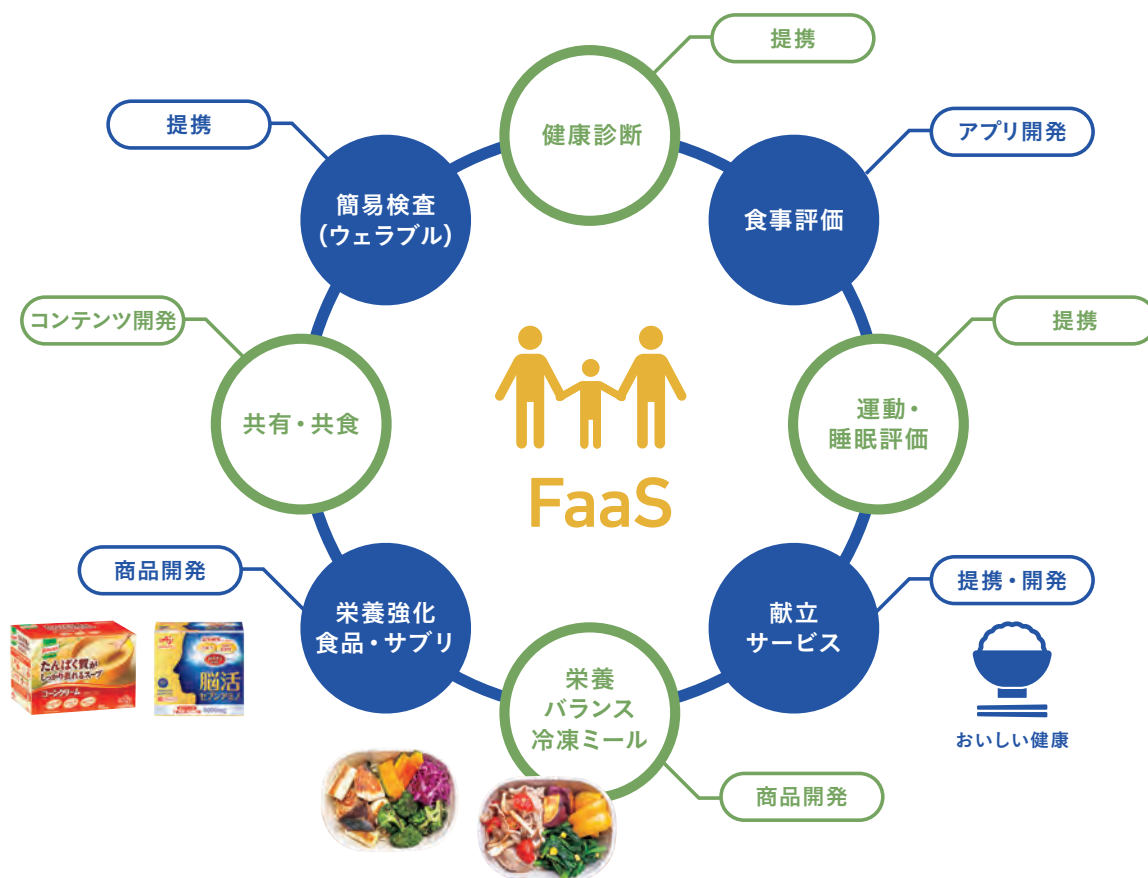 提携
健康診断
提携
アプリ開発
簡易検査
(ウェラブル)
食事評価
コンテンツ開発
提携
共有・共食
運動・
睡眠評価
FaaS
商品開発
提携・開発
栄養強化
食品・サプリ
献立
サービス
栄養
バランス
冷凍ミール
たんぱく質が
しっかり摂れるスープ
コーンクリーム
脳活
セブンアミノ
おいしい健康
商品開発